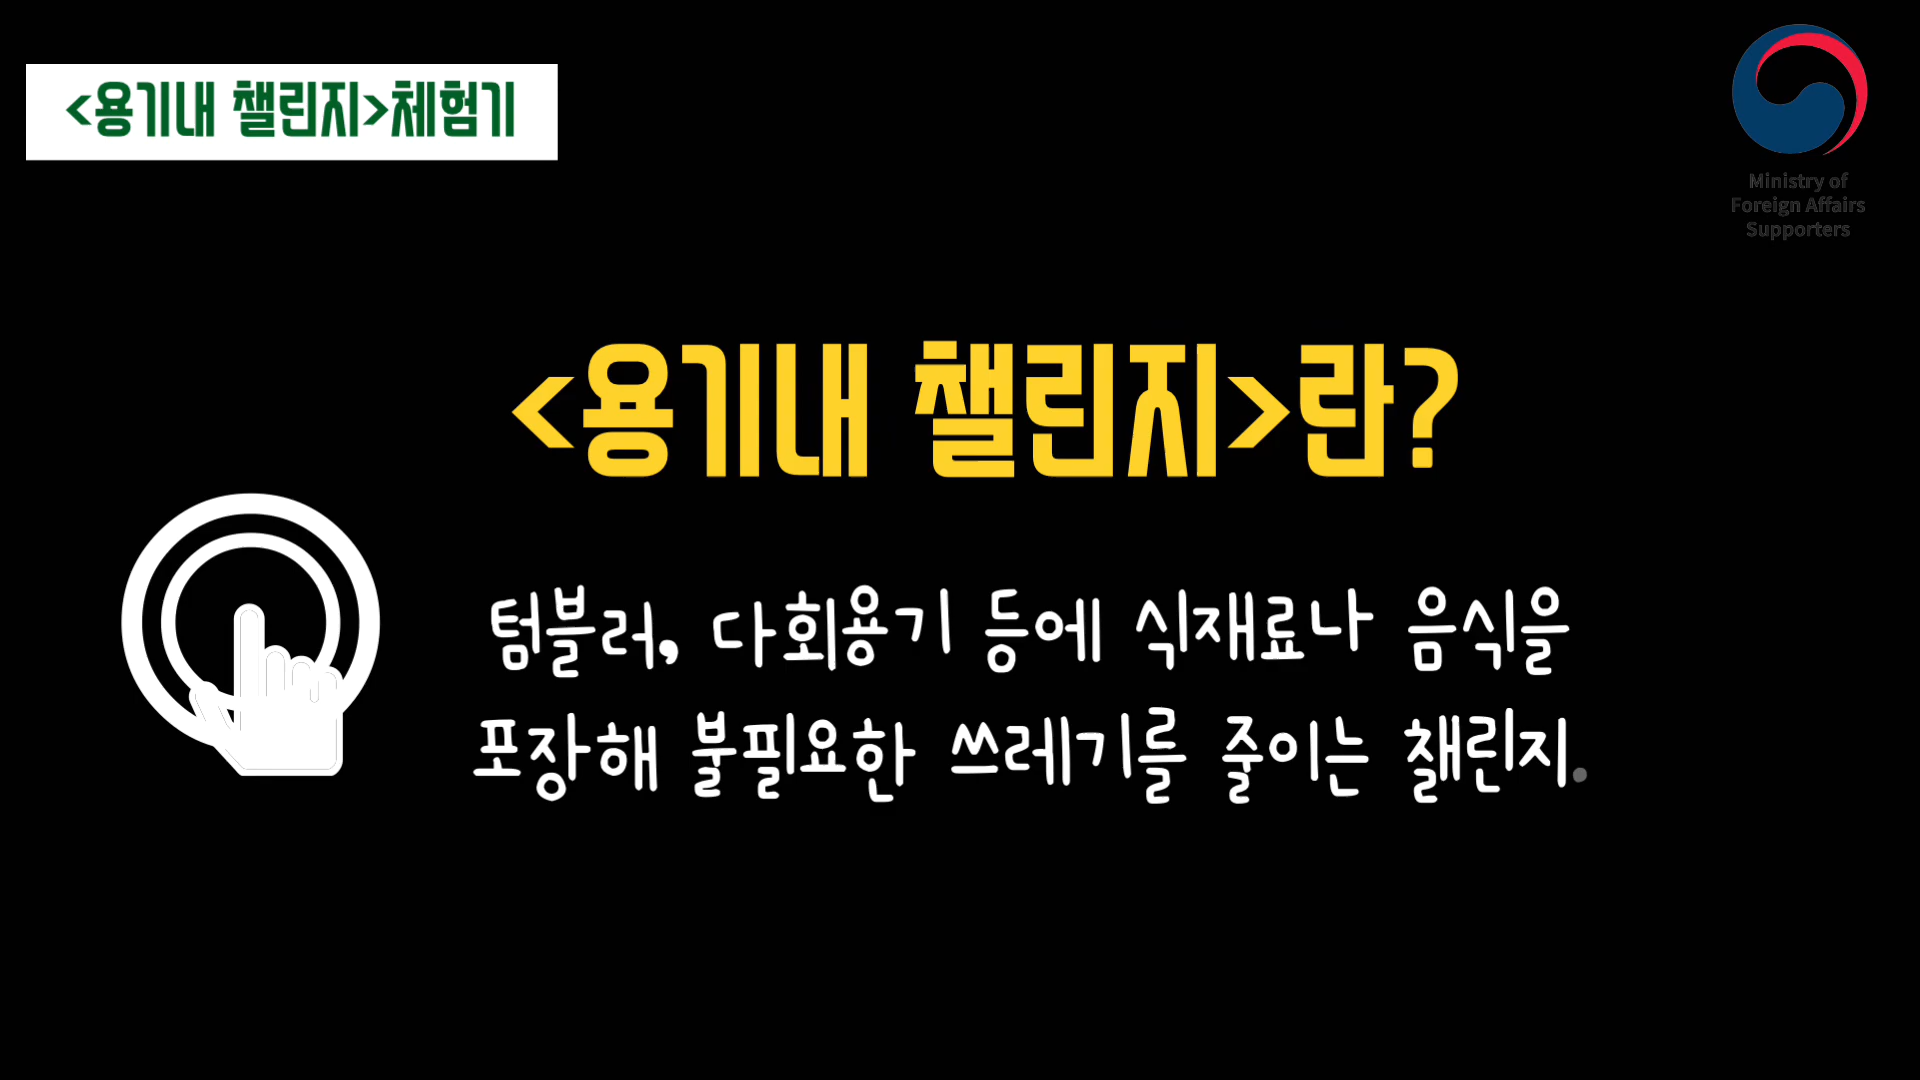 <용기내 챌린지>체험기
Ministry of
Foreign Affairs
Supporters
<용기내 챌린지>란?
텀블러, 다회용기 등에 식재료나 음식을
포장해 불필요한 쓰레기를 줄이는 챌린지.